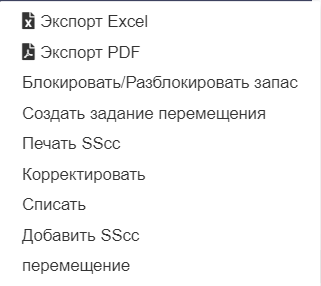 Экспорт Excel
Экспорт PDF
Блокировать/Разблокировать запас
Создать задание перемещения
Печать SScc
Корректировать
Списать
Добавить SScc
перемещение